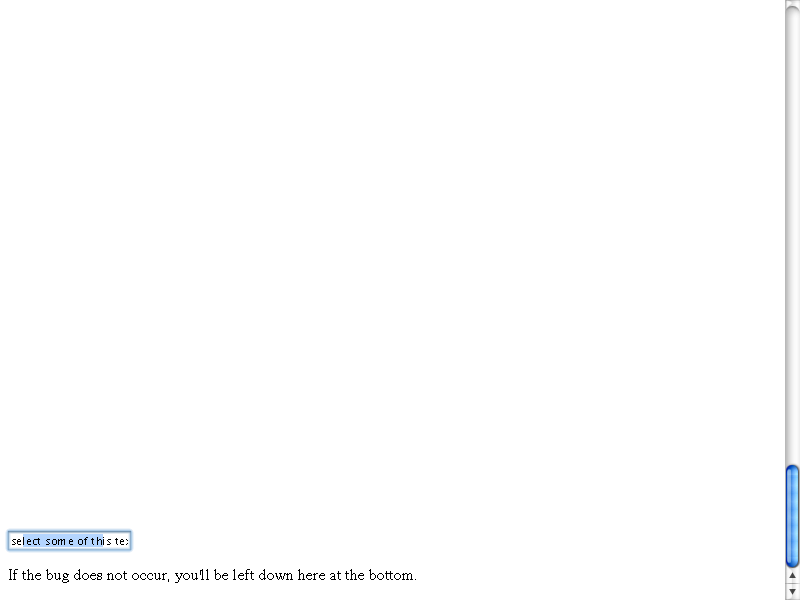 select some of this te
If the bug does not occur, you'll be left down here at the bottom.